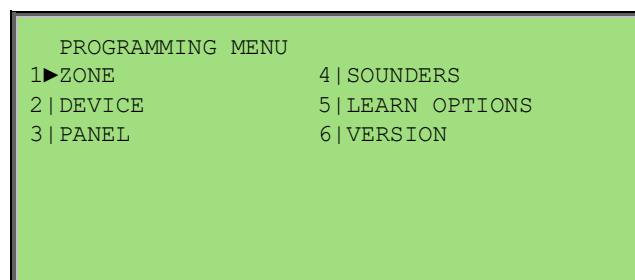 PROGRAMMING MENU
1►ZONE 4|SOUNDERS
2|DEVICE 5|LEARN OPTIONS
3|PANEL 6|VERSION